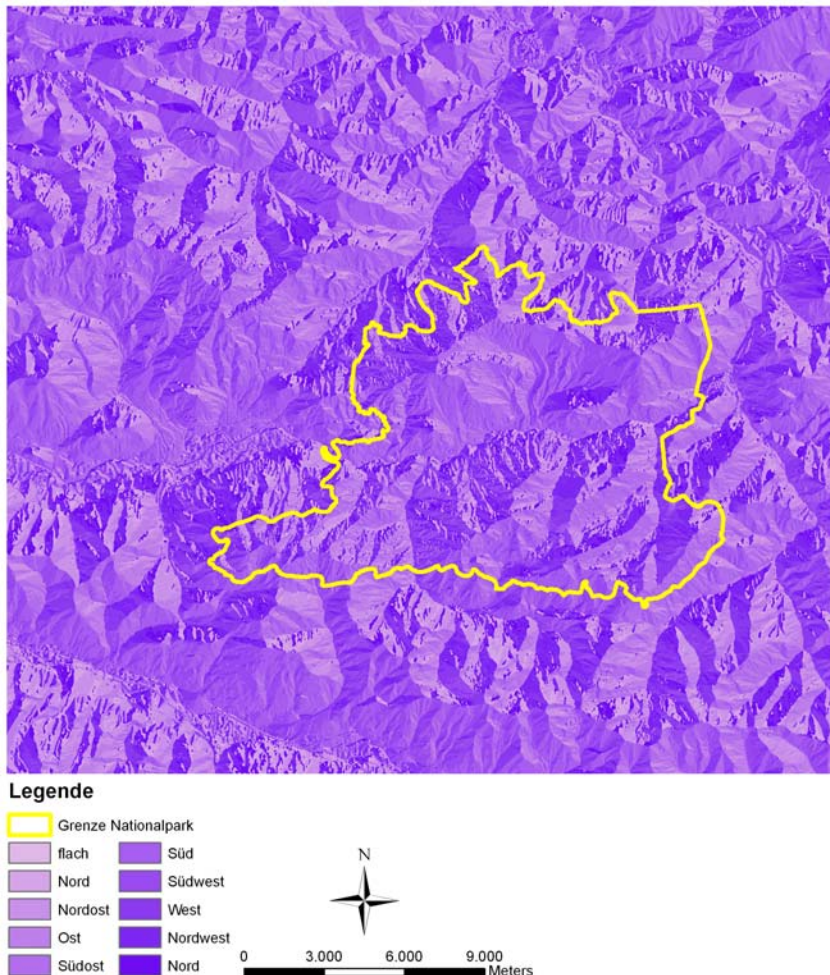 Legende
Grenze Nationalpark
flach
Nord
Nordost
Ost
Südost
Süd
Südwest
West
Nordwest
Nord
N
0 3.000 6.000 9.000
Meters